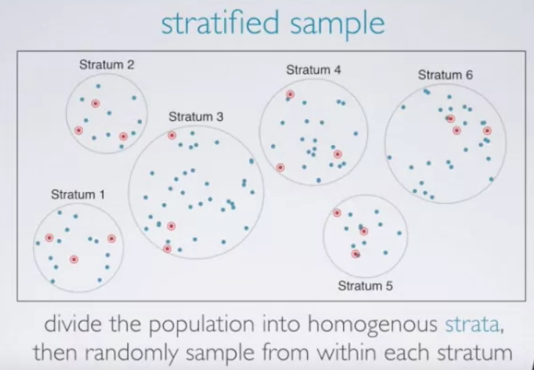 stratified sample
Stratum 2
Stratum 4
Stratum 6
Stratum 3
Stratum 1
Stratum 5
divide the population into homogenous strata,
then randomly sample from within each stratum